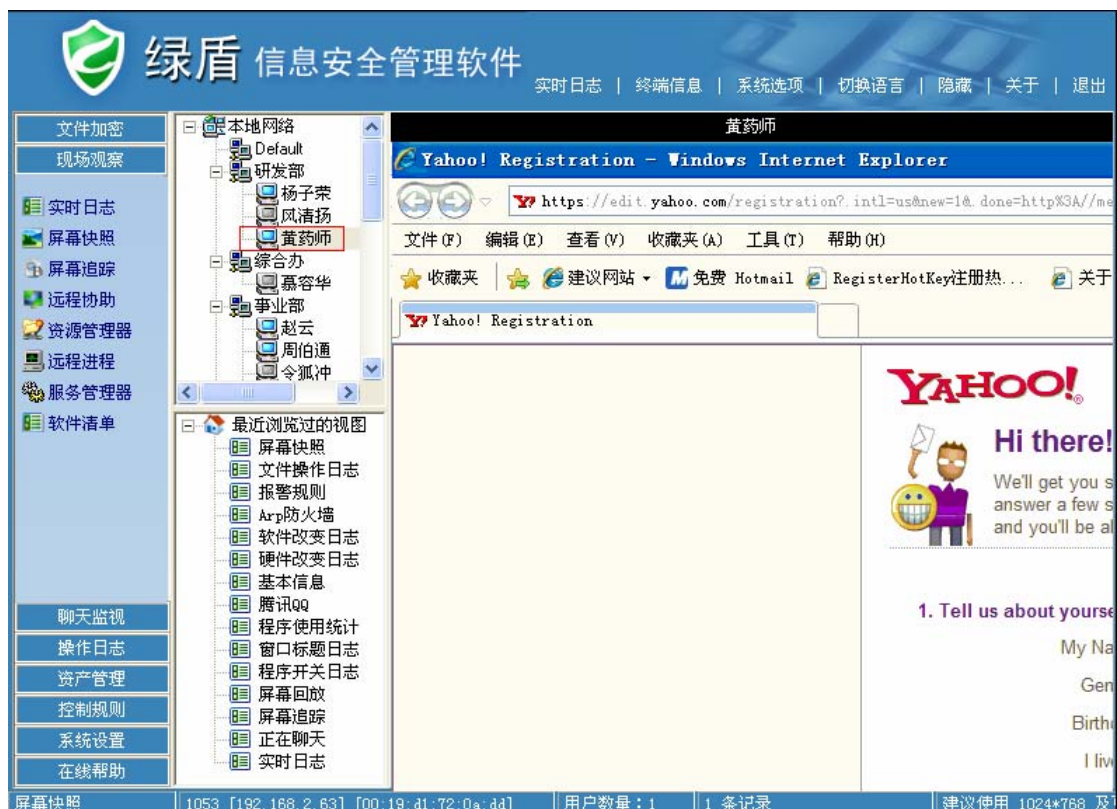 绿盾 信息安全管理软件
实时日志 | 终端信息 | 系统选项 | 切换语言 | 隐藏 | 关于 | 退出
文件加密
现场观察
实时日志
屏幕快照
屏幕追踪
远程协助
资源管理器
远程进程
服务管理器
软件清单
聊天监视
操作日志
资产管理
控制规则
系统设置
在线帮助
本地网络
Default
研发部
杨子荣
风清扬
黄药师
综合办
慕容华
事业部
赵云
周伯通
令狐冲
最近浏览过的视图
屏幕快照
文件操作日志
报警规则
Arp防火墙
软件改变日志
硬件改变日志
基本信息
腾讯QQ
程序使用统计
窗口标题日志
程序开关日志
屏幕回放
屏幕追踪
正在聊天
实时日志
黄药师
Yahoo! Registration - Windows Internet Explorer
https://edit.yahoo.com/registration?.intl=us&new=1&.done=http%3A//me
文件(F) 编辑(E) 查看(V) 收藏夹(A) 工具(T) 帮助(H)
收藏夹 建议网站 免费 Hotmail RegisterHotKey注册热... 关于
Yahoo! Registration
YAHOO!
Hi there!
We'll get you s
answer a few s
and you'll be al
1. Tell us about yourse
My Na
Gen
Birth
I liv
屏幕快照 1053 [192.168.2.63] [00:19:d1:72:0a:dd] 用户数量：1 1 条记录 建议使用 1024*768 及